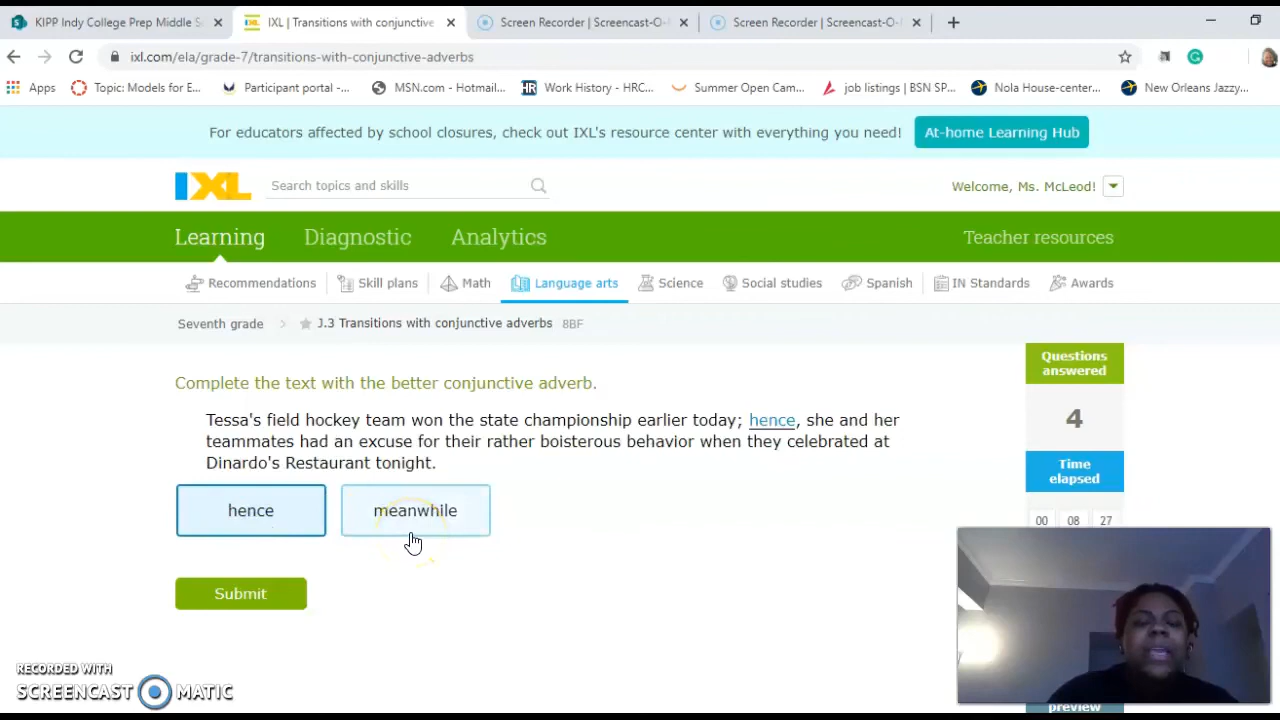 KIPP Indy College Prep Middle S
IXL | Transitions with conjunctive
Screen Recorder | Screencast-O-
Screen Recorder | Screencast-O-
ixl.com/ela/grade-7/transitions-with-conjunctive-adverbs
Apps
Topic: Models for E...
Participant portal -...
MSN.com - Hotmail...
Work History - HRC...
Summer Open Cam...
job listings | BSN SP...
Nola House-center...
New Orleans Jazzy...
For educators affected by school closures, check out IXL's resource center with everything you need!
At-home Learning Hub
IXL
Search topics and skills
Welcome, Ms. McLeod!
Learning
Diagnostic
Analytics
Teacher resources
Recommendations
Skill plans
Math
Language arts
Science
Social studies
Spanish
IN Standards
Awards
Seventh grade
J.3 Transitions with conjunctive adverbs 8BF
Complete the text with the better conjunctive adverb.
Tessa's field hockey team won the state championship earlier today; hence, she and her
teammates had an excuse for their rather boisterous behavior when they celebrated at
Dinardo's Restaurant tonight.
hence
meanwhile
Submit
Questions
answered
4
Time
elapsed
00 08 27
preview
RECORDED WITH
SCREENCAST MATIC